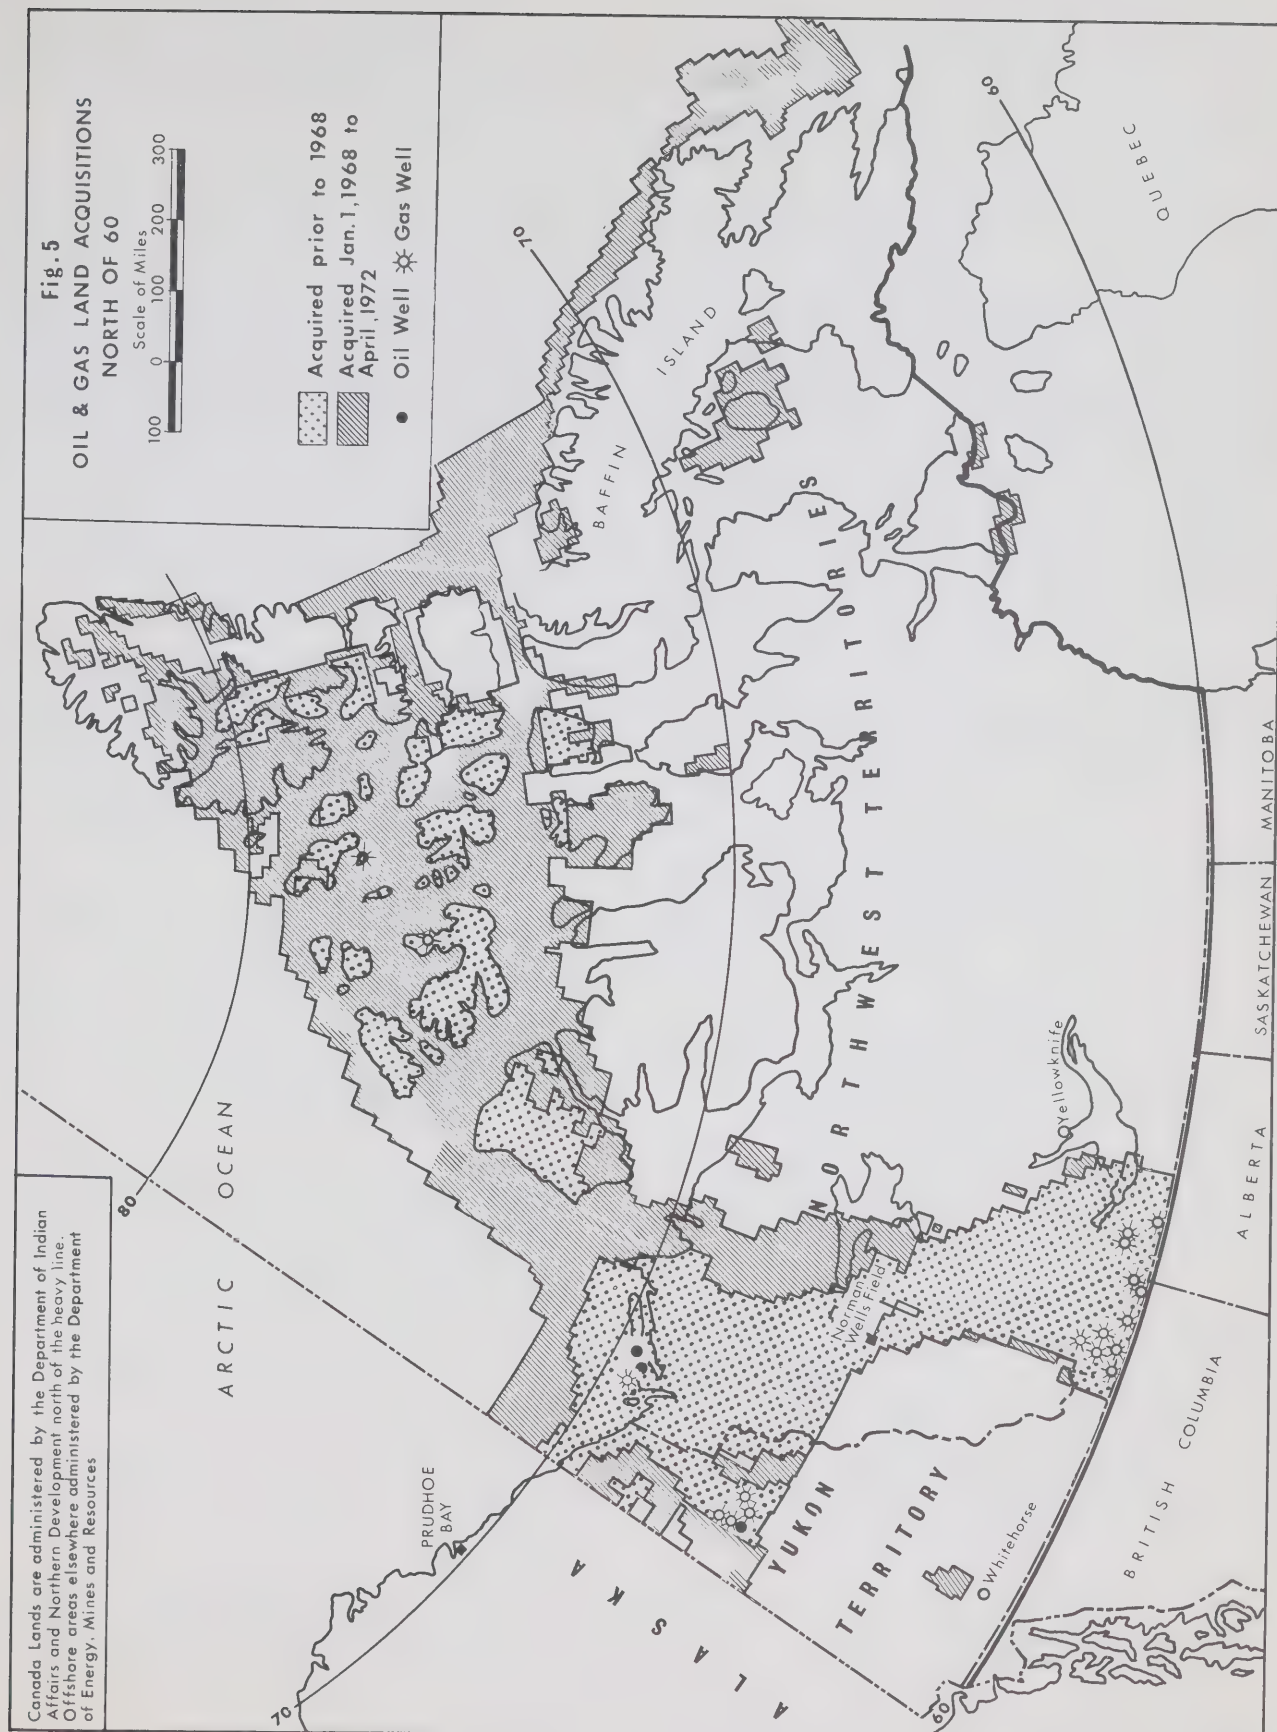 Canada Lands are administered by the Department of Indian
Affairs and Northern Development north of the heavy line.
Offshore areas elsewhere administered by the Department
of Energy, Mines and Resources
Fig. 5
OIL & GAS LAND ACQUISITIONS
NORTH OF 60
Scale of Miles
100 0 100 200 300
Acquired prior to 1968
Acquired Jan. 1, 1968 to
April, 1972
Oil Well Gas Well
80
ARCTIC OCEAN
70
PRUDHOE
BAY
70
BAFFIN
ISLAND
ALASKA
NORTHWEST TERRITORIES
'Norman
Wells Field'
YUKON
TERRITORY
Yellowknife
Whitehorse
60
60
QUEBEC
BRITISH COLUMBIA
ALBERTA
SASKATCHEWAN
MANITOBA